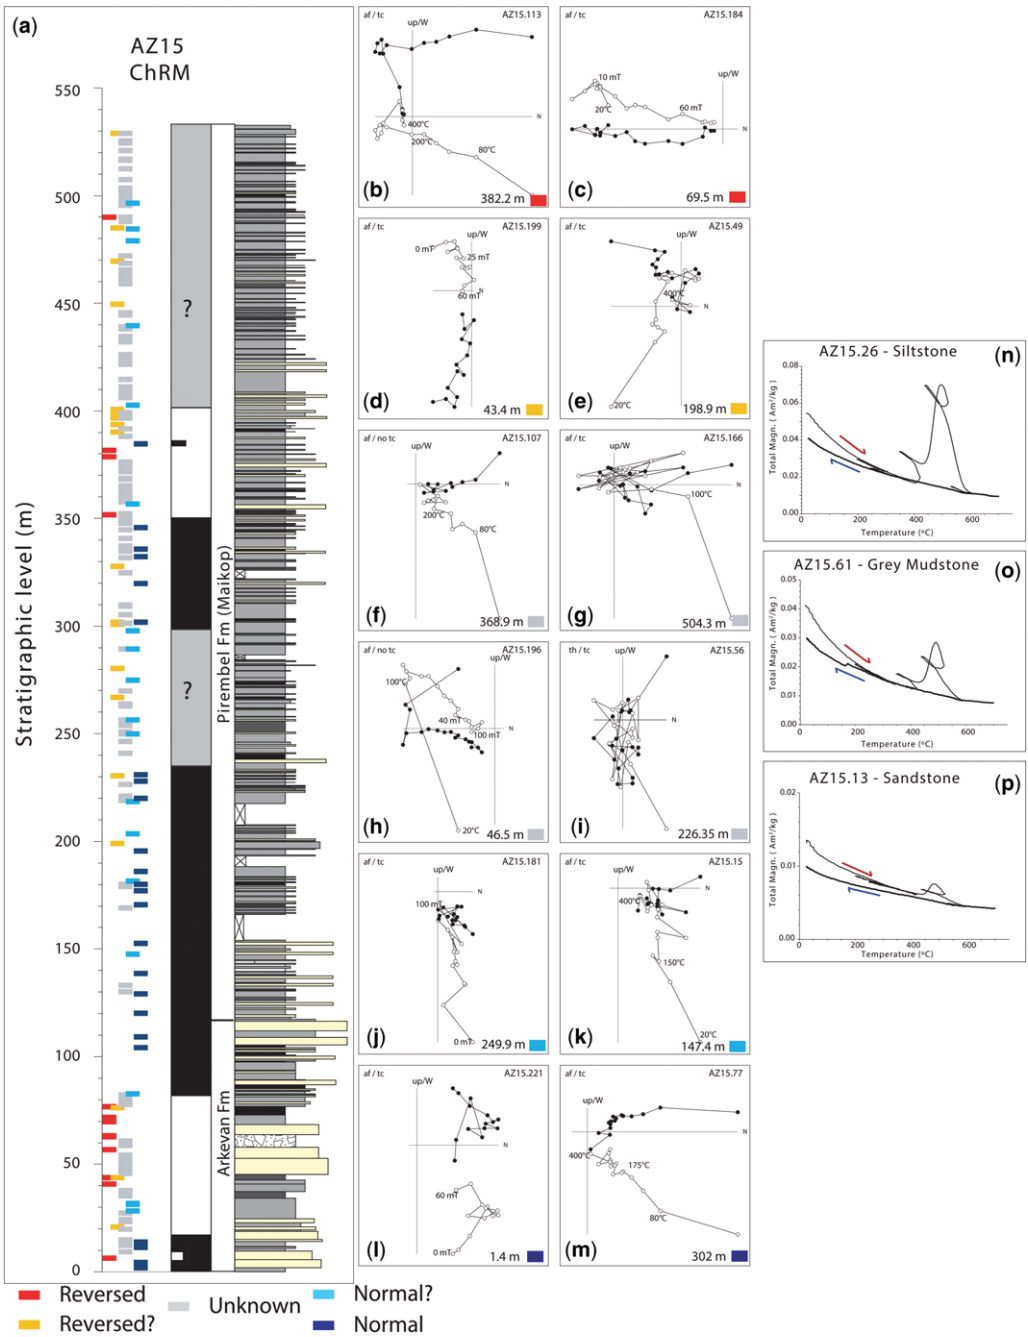 (a)
AZ15
ChRM
Stratigraphic level (m)
550
500
450
400
350
300
250
200
150
100
50
0
?
?
Pirembel Fm (Maikop)
Arkevan Fm
Reversed
Reversed?
Unknown
Normal?
Normal
af / tc
AZ15.113
up/W
N
400°C
200°C
80°C
(b)
382.2 m
af / tc
AZ15.184
up/W
10 mT
20°C
60 mT
N
(c)
69.5 m
af / tc
AZ15.199
up/W
0 mT
25 mT
60 mT
N
(d)
43.4 m
af / tc
AZ15.49
up/W
400°C
N
20°C
(e)
198.9 m
af / no tc
AZ15.107
up/W
N
200°C
80°C
(f)
368.9 m
af / tc
AZ15.166
up/W
N
100°C
(g)
504.3 m
af / no tc
AZ15.196
up/W
100°C
40 mT
N
100 mT
20°C
(h)
46.5 m
th / tc
AZ15.56
up/W
N
(i)
226.35 m
af / tc
AZ15.181
up/W
N
100 mT
0 mT
(j)
249.9 m
af / tc
AZ15.15
up/W
N
400°C
150°C
20°C
(k)
147.4 m
af / tc
AZ15.221
up/W
N
60 mT
0 mT
(l)
1.4 m
af / tc
AZ15.77
up/W
N
400°C
175°C
80°C
(m)
302 m
AZ15.26 - Siltstone
(n)
Total Magn. ( Am²/kg )
0.08
0.06
0.04
0.02
0.00
0
200
400
600
Temperature (ºC)
AZ15.61 - Grey Mudstone
(o)
Total Magn. ( Am²/kg )
0.05
0.04
0.03
0.02
0.01
0.00
0
200
400
600
Temperature (ºC)
AZ15.13 - Sandstone
(p)
Total Magn. ( Am²/kg )
0.02
0.01
0.00
0
200
400
600
Temperature (ºC)